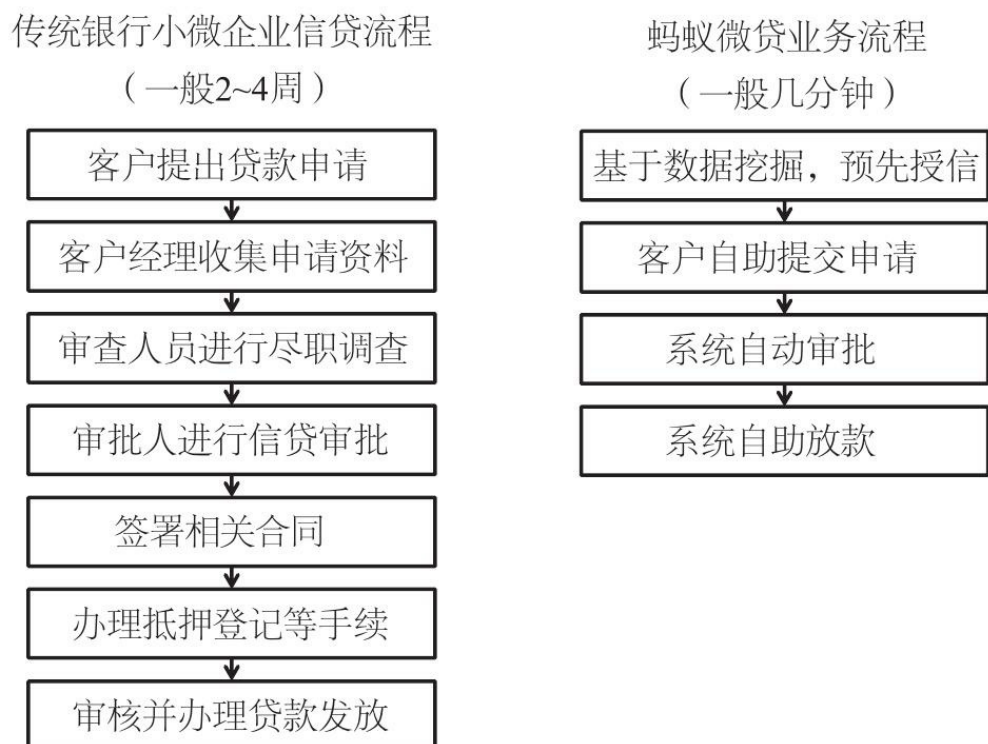 传统银行小微企业信贷流程
（一般2~4周）
客户提出贷款申请
客户经理收集申请资料
审查人员进行尽职调查
审批人进行信贷审批
签署相关合同
办理抵押登记等手续
审核并办理贷款发放
蚂蚁微贷业务流程
（一般几分钟）
基于数据挖掘，预先授信
客户自助提交申请
系统自动审批
系统自助放款